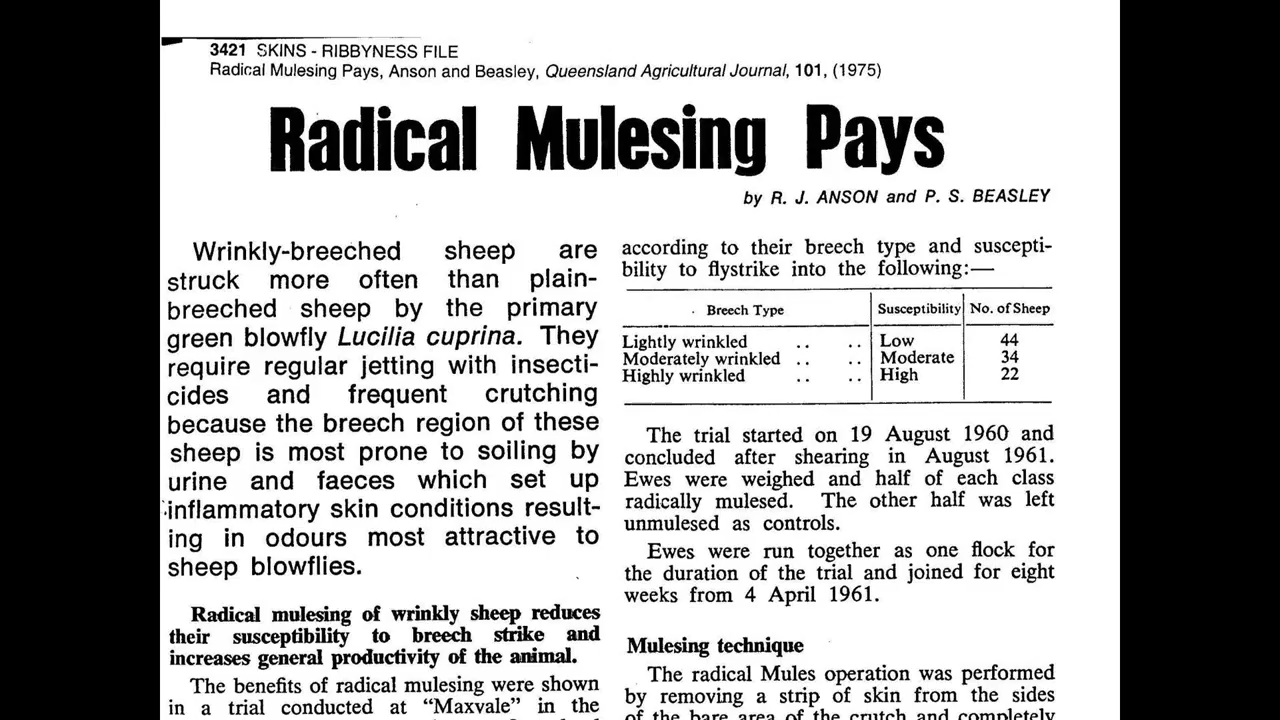 3421 SKINS - RIBBYNESS FILE
Radical Mulesing Pays, Anson and Beasley, Queensland Agricultural Journal, 101, (1975)
Radical Mulesing Pays
by R. J. ANSON and P. S. BEASLEY
Wrinkly-breeched sheep are
struck more often than plain-
breeched sheep by the primary
green blowfly Lucilia cuprina. They
require regular jetting with insecti-
cides and frequent crutching
because the breech region of these
sheep is most prone to soiling by
urine and faeces which set up
inflammatory skin conditions result-
ing in odours most attractive to
sheep blowflies.
Radical mulesing of wrinkly sheep reduces
their susceptibility to breech strike and
increases general productivity of the animal.
The benefits of radical mulesing were shown
in a trial conducted at “Maxvale” in the
according to their breech type and suscepti-
bility to flystrike into the following:—
Breech Type Susceptibility No. of Sheep
Lightly wrinkled .. .. Low 44
Moderately wrinkled .. .. Moderate 34
Highly wrinkled .. .. High 22
The trial started on 19 August 1960 and
concluded after shearing in August 1961.
Ewes were weighed and half of each class
radically mulesed. The other half was left
unmulesed as controls.
Ewes were run together as one flock for
the duration of the trial and joined for eight
weeks from 4 April 1961.
Mulesing technique
The radical Mules operation was performed
by removing a strip of skin from the sides
of the bare area of the crutch and completely